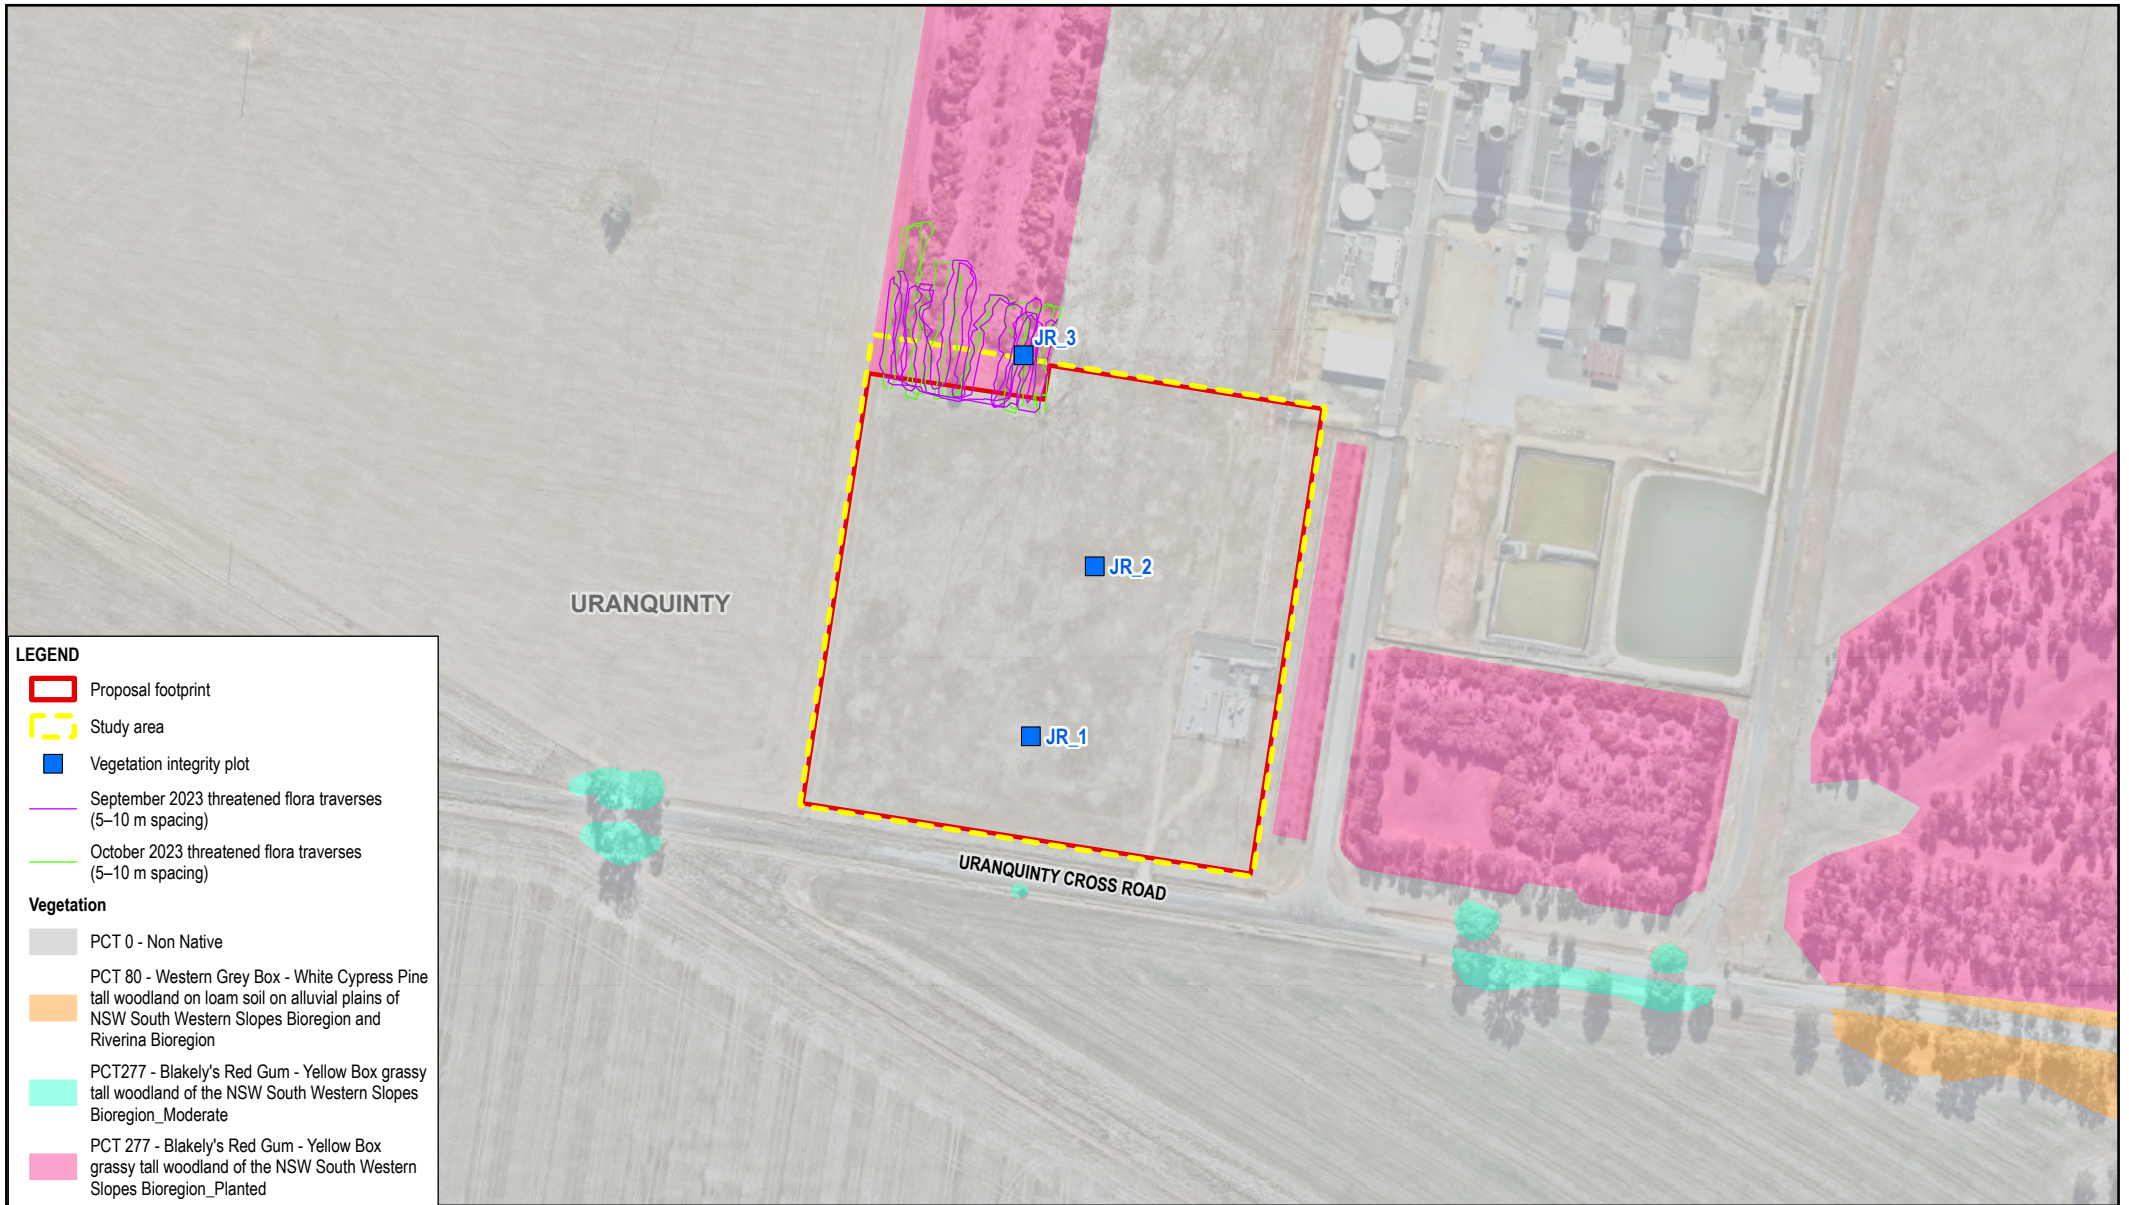 JR_3
JR_2
URANQUINTY
JR_1
URANQUINTY CROSS ROAD
LEGEND
Proposal footprint
Study area
Vegetation integrity plot
September 2023 threatened flora traverses
(5–10 m spacing)
October 2023 threatened flora traverses
(5–10 m spacing)
Vegetation
PCT 0 - Non Native
PCT 80 - Western Grey Box - White Cypress Pine
tall woodland on loam soil on alluvial plains of
NSW South Western Slopes Bioregion and
Riverina Bioregion
PCT277 - Blakely's Red Gum - Yellow Box grassy
tall woodland of the NSW South Western Slopes
Bioregion_Moderate
PCT 277 - Blakely's Red Gum - Yellow Box
grassy tall woodland of the NSW South Western
Slopes Bioregion_Planted